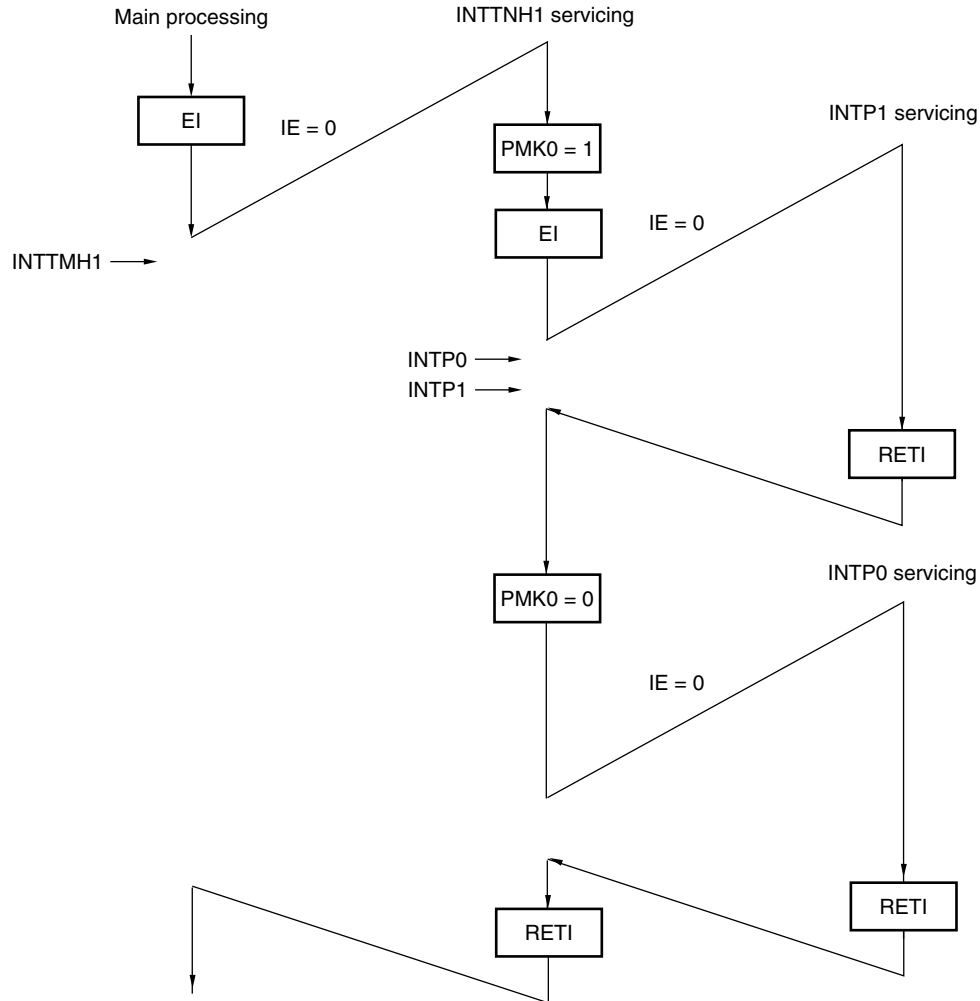 Main processing
INTTNH1 servicing
EI
IE = 0
INTP1 servicing
PMK0 = 1
EI
IE = 0
INTTMH1
INTP0
INTP1
RETI
INTP0 servicing
PMK0 = 0
IE = 0
RETI
RETI